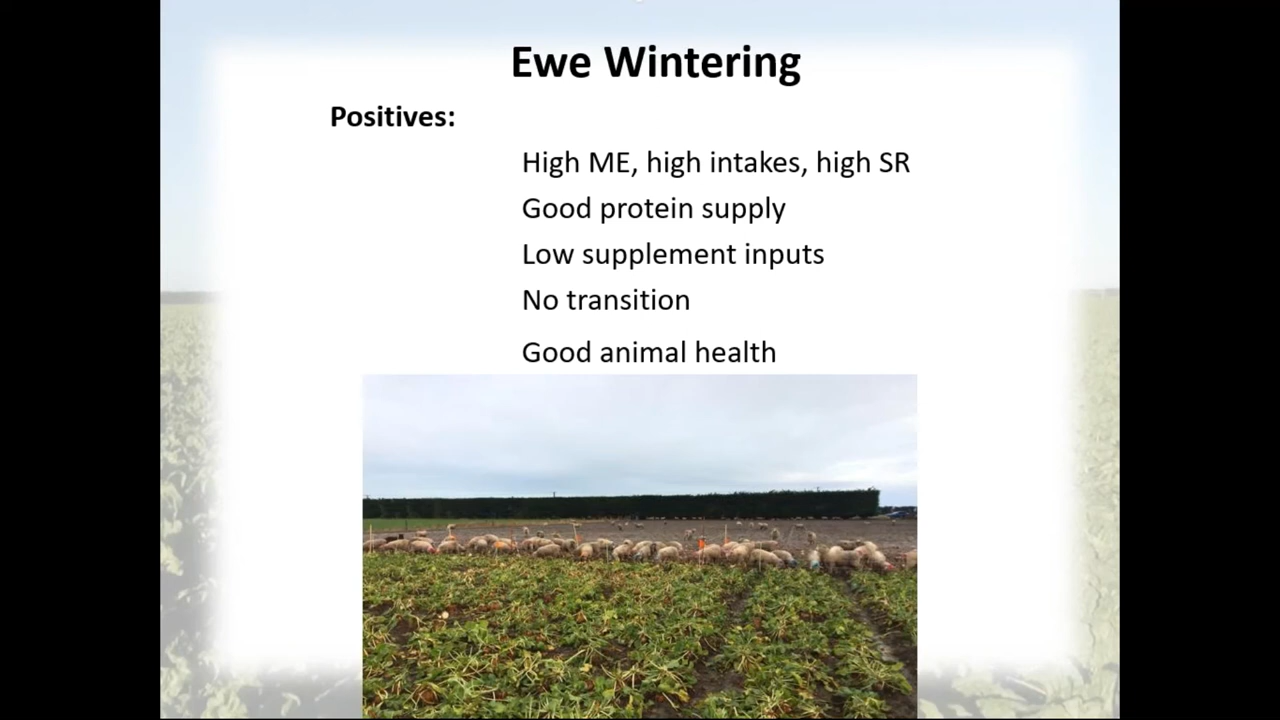 Ewe Wintering
Positives:
High ME, high intakes, high SR
Good protein supply
Low supplement inputs
No transition
Good animal health